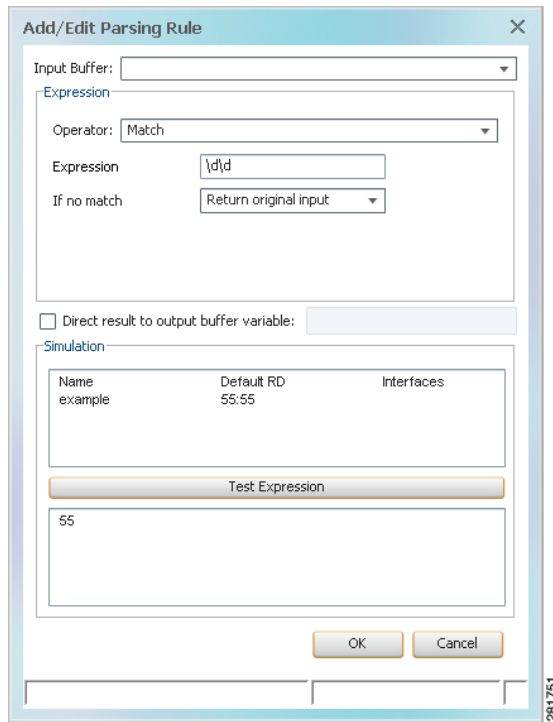 Add/Edit Parsing Rule
Input Buffer:
Expression
Operator: Match
Expression \d\d
If no match Return original input
Direct result to output buffer variable:
Simulation
Name Default RD Interfaces
example 55:55
Test Expression
55
OK Cancel
281751